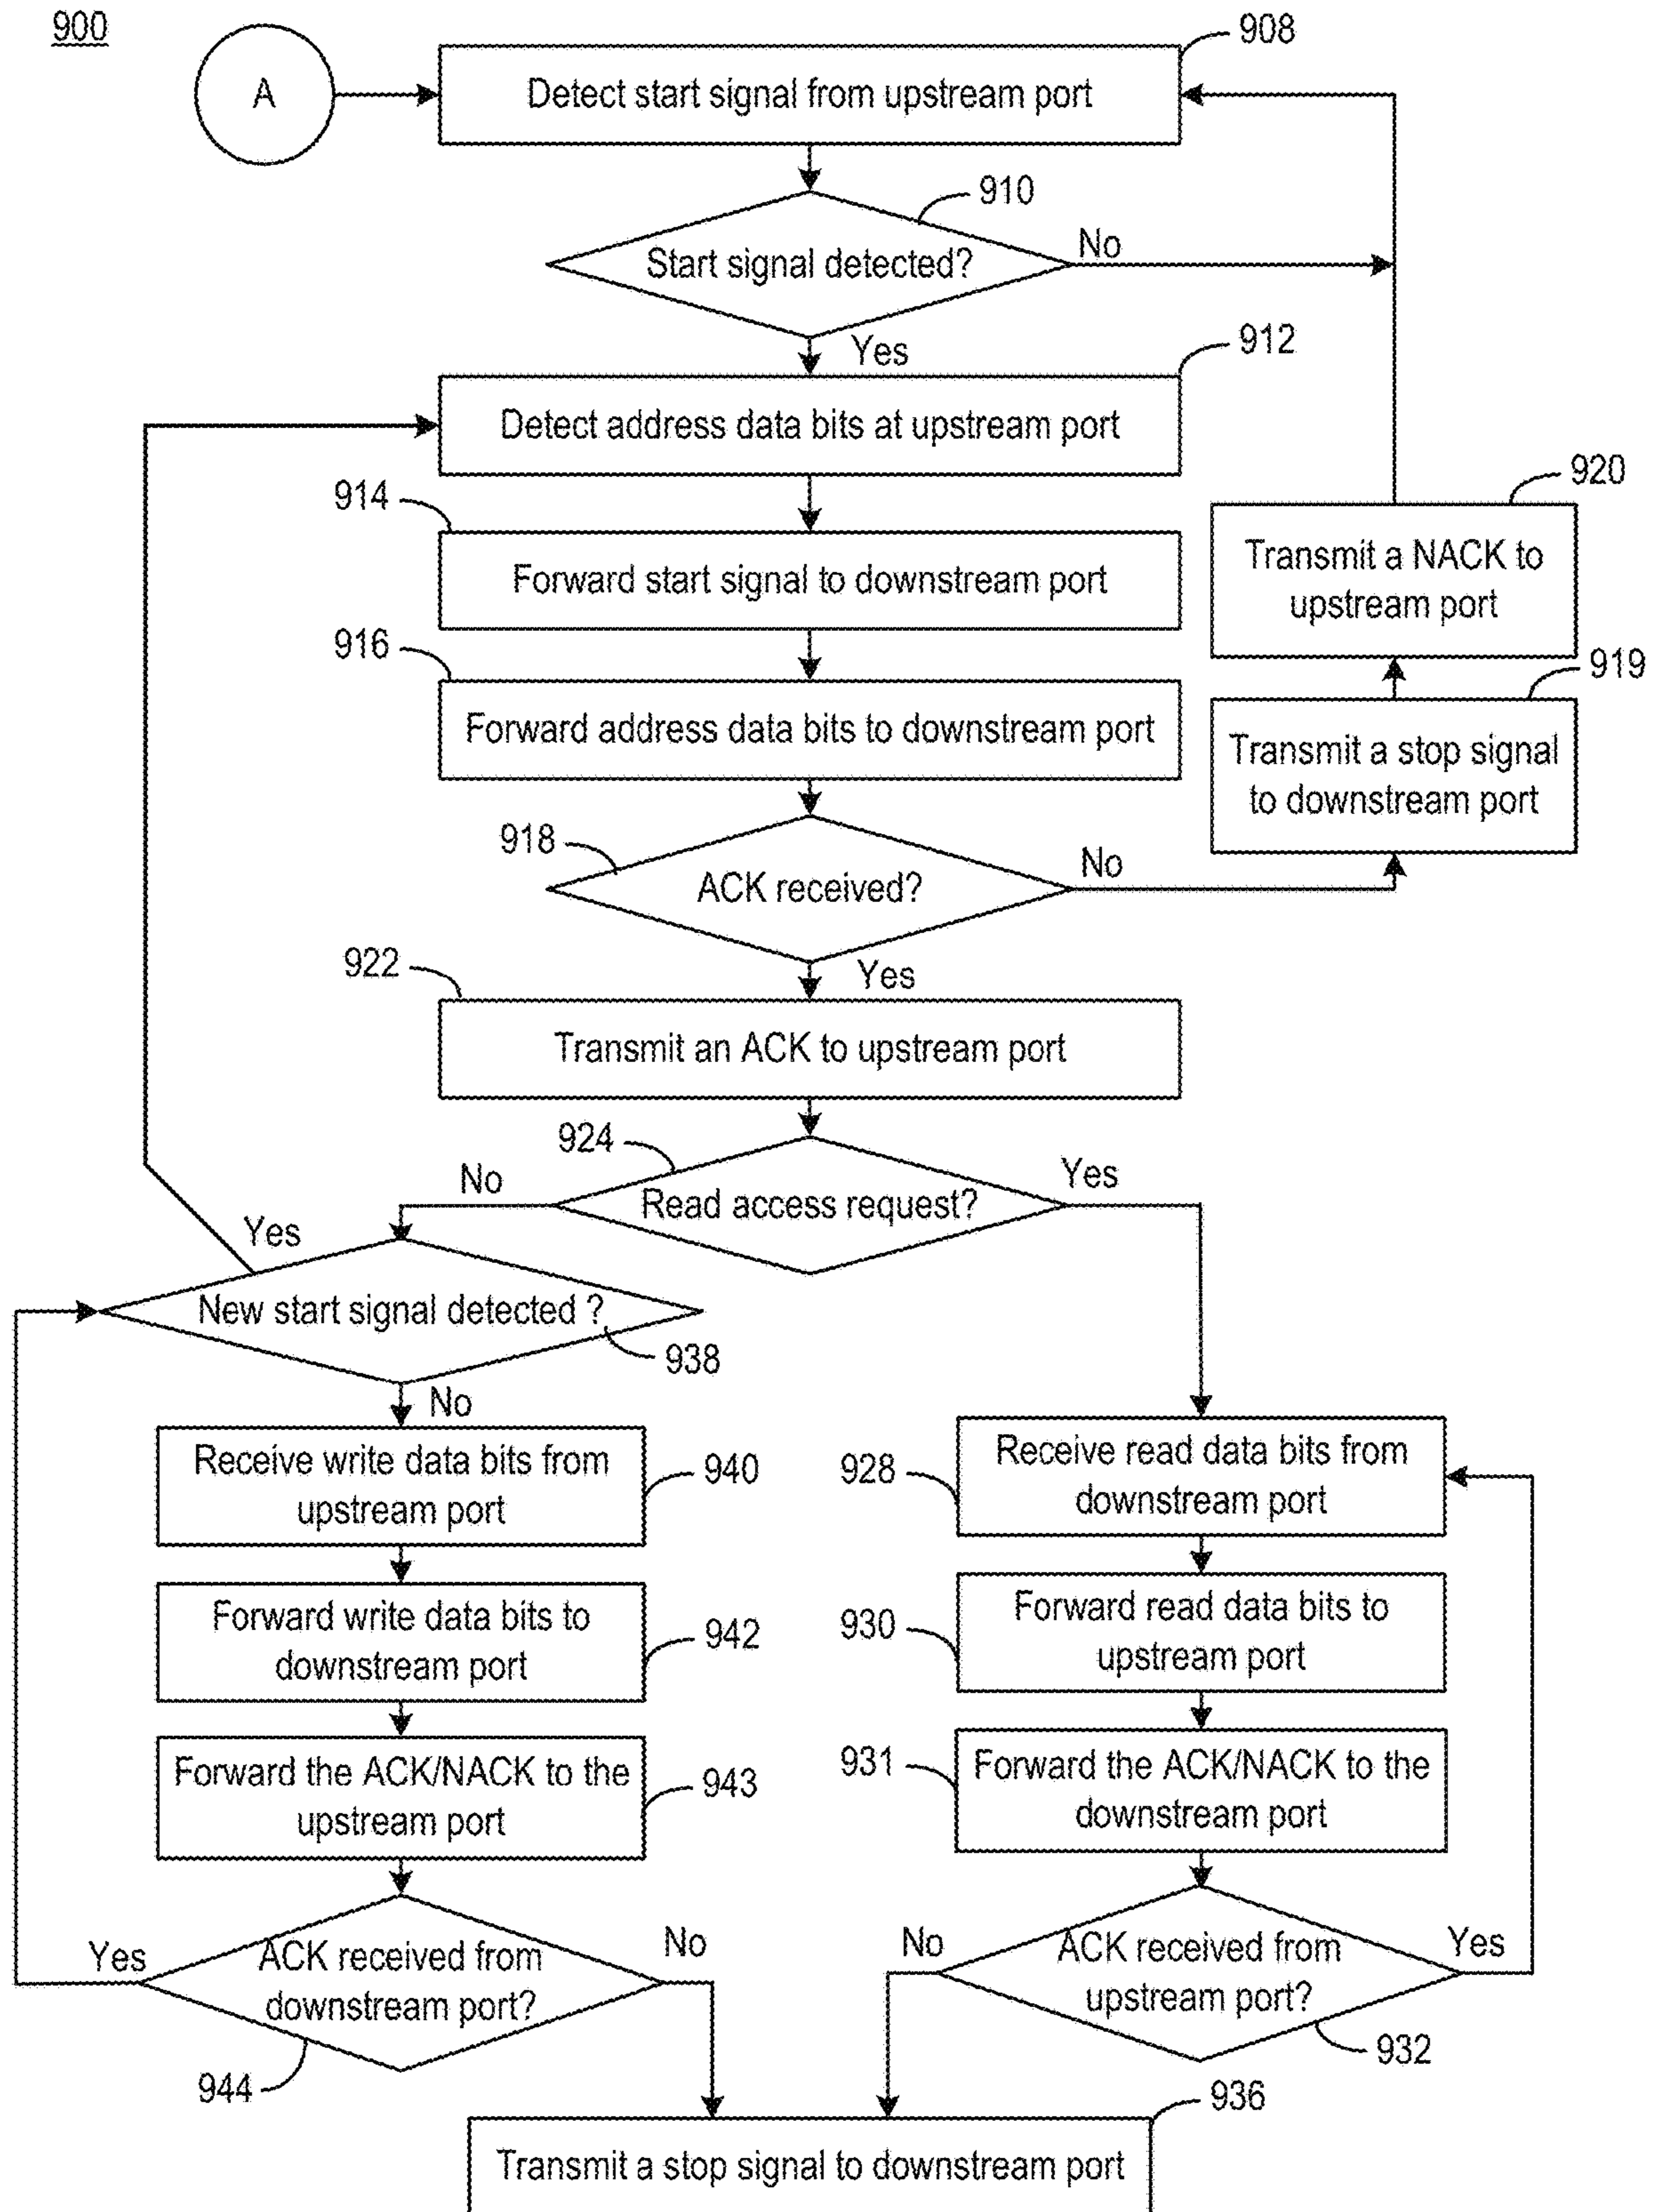 900
A
908
Detect start signal from upstream port
910
Start signal detected?
No
Yes
912
Detect address data bits at upstream port
914
Forward start signal to downstream port
920
Transmit a NACK to
upstream port
916
Forward address data bits to downstream port
919
Transmit a stop signal
to downstream port
918
ACK received?
No
Yes
922
Transmit an ACK to upstream port
924
Read access request?
No
Yes
Yes
New start signal detected ?
938
No
Receive write data bits from
upstream port
940
928
Receive read data bits from
downstream port
Forward write data bits to
downstream port
942
930
Forward read data bits to
upstream port
Forward the ACK/NACK to the
upstream port
943
931
Forward the ACK/NACK to the
downstream port
Yes
ACK received from
downstream port?
No
944
No
ACK received from
upstream port?
Yes
932
936
Transmit a stop signal to downstream port